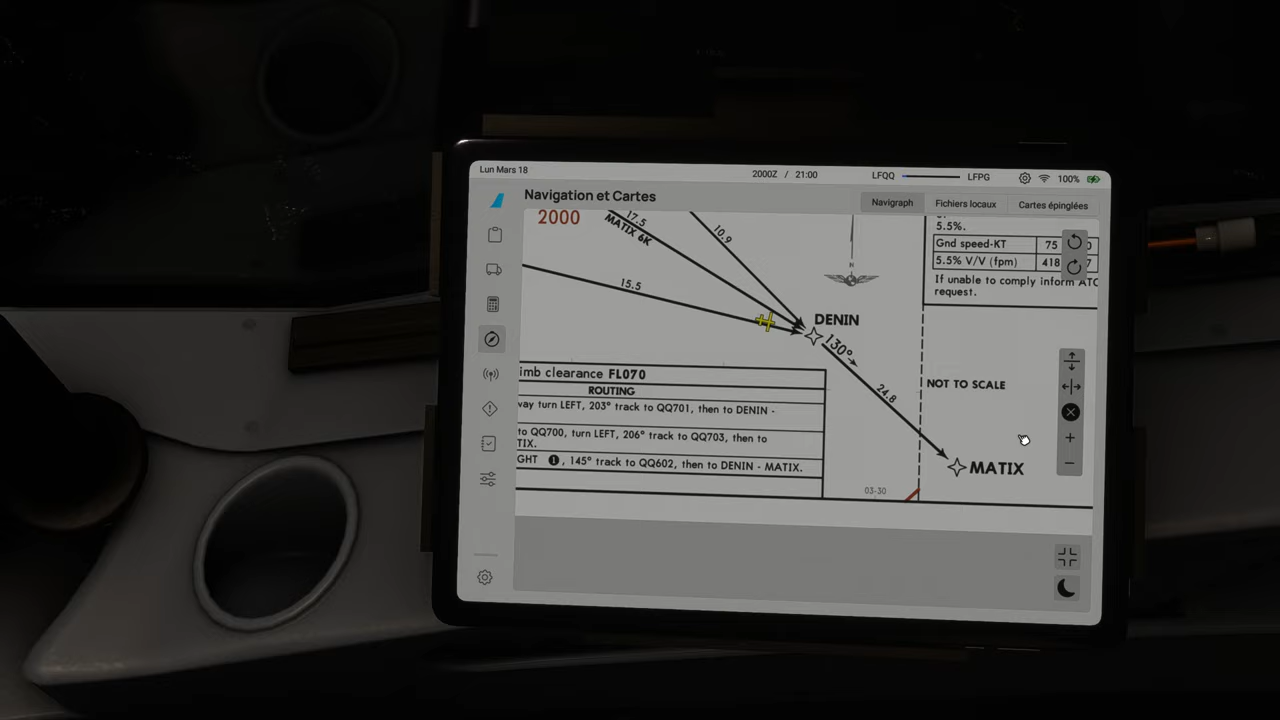 Lun Mars 18
2000Z / 21:00
LFQQ
LFPG
100%
Navigation et Cartes
Navigraph
Fichiers locaux
Cartes épinglées
2000
17.5
MATIX 6K
10.9
15.5
N
5.5%.
Gnd speed-KT 75
5.5% V/V (fpm) 418
If unable to comply inform ATC
request.
DENIN
130°
24.8
NOT TO SCALE
MATIX
imb clearance FL070
ROUTING
way turn LEFT, 203° track to QQ701, then to DENIN -
to QQ700, turn LEFT, 206° track to QQ703, then to
TIX.
GHT 1, 145° track to QQ602, then to DENIN - MATIX.
03-30